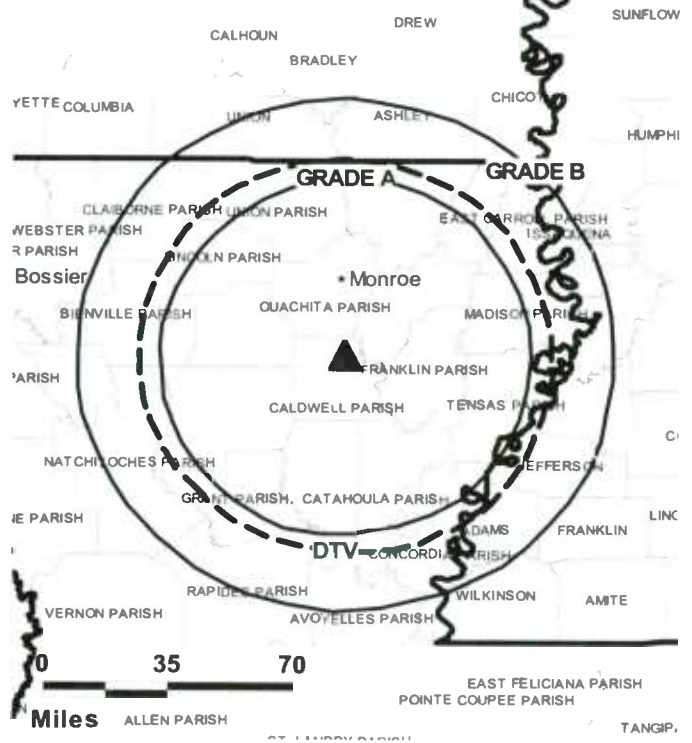 SUNFLOW
DREW
CALHOUN
BRADLEY
YETTE COLUMBIA
CHICOT
UNION
ASHLEY
HUMPHI
GRADE A
GRADE B
CLAIBORNE PARISH
UNION PARISH
EAST CARROLL PARISH
WEBSTER PARISH
ISSAQUENA
R PARISH
LINCOLN PARISH
Bossier
Monroe
OUACHITA PARISH
BIENVILLE PARISH
MADISON PARISH
PARISH
FRANKLIN PARISH
CALDWELL PARISH
TENSAS PARISH
NATCHILOCHES PARISH
JEFFERSON
GRANT PARISH
CATAHOULA PARISH
NE PARISH
ADAMS
FRANKLIN
LINC
DTV
CONCORDIA PARISH
RAPIDES PARISH
WILKINSON
AMITE
VERNON PARISH
AVOYELLES PARISH
0 35 70
Miles
EAST FELICIANA PARISH
POINTE COUPEE PARISH
ALLEN PARISH
TANGIP